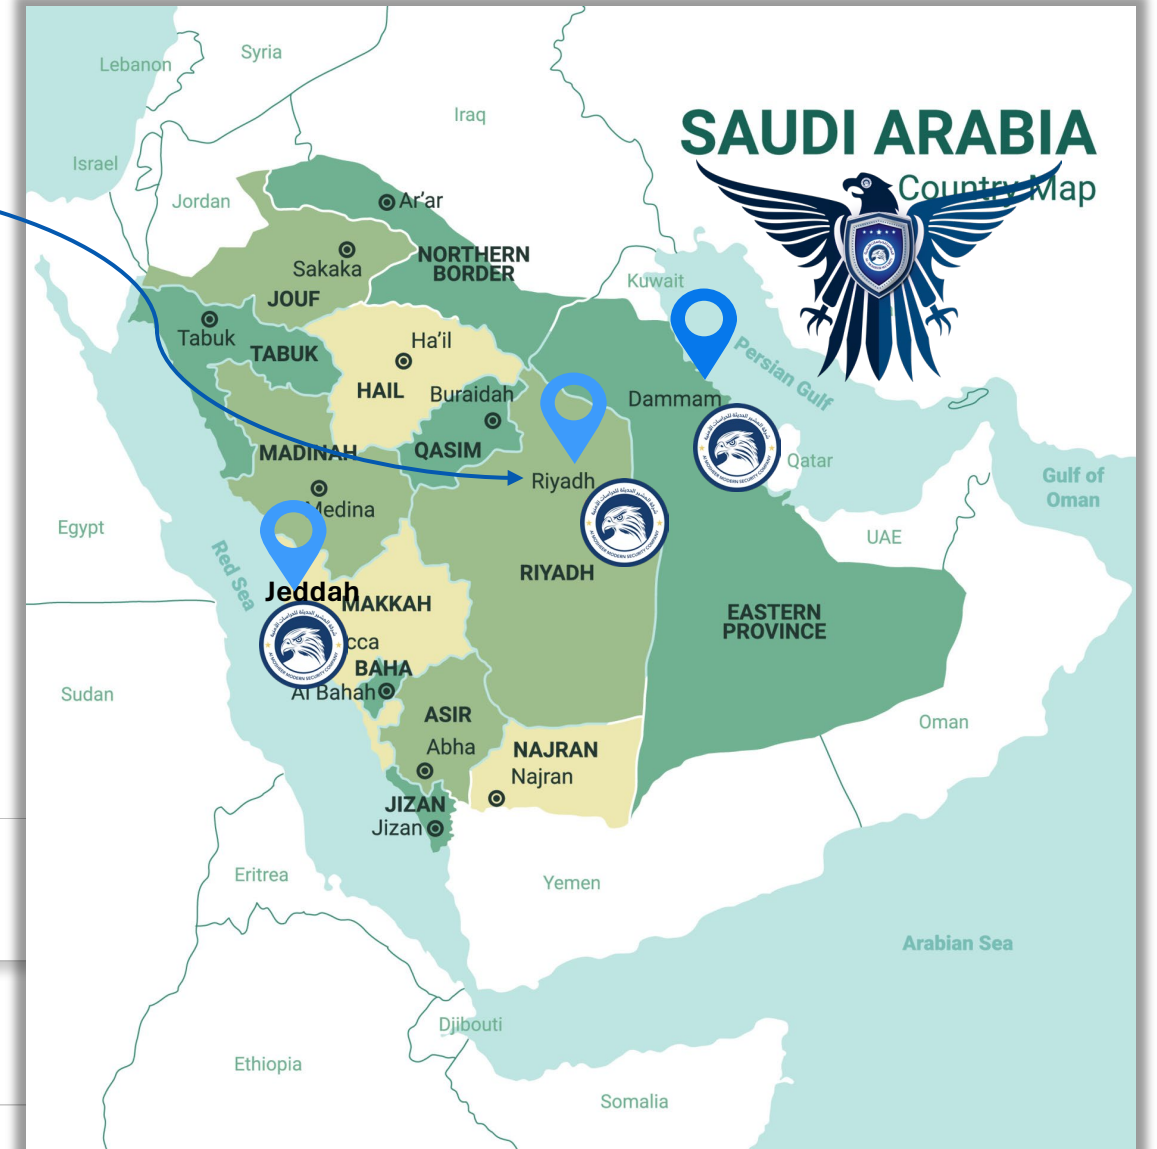 SAUDI ARABIA
Country Map
Lebanon
Syria
Iraq
Israel
Jordan
Ar'ar
Sakaka
NORTHERN
BORDER
JOUF
Kuwait
Tabuk
TABUK
Ha'il
HAIL
Buraidah
Persian Gulf
Dammam
MADINAH
QASIM
Qatar
Riyadh
Medina
Gulf of
Oman
Egypt
UAE
Red Sea
RIYADH
Jeddah
MAKKAH
EASTERN
PROVINCE
cca
BAHA
Al Bahah
Sudan
ASIR
Oman
Abha
NAJRAN
Najran
JIZAN
Jizan
Eritrea
Yemen
Arabian Sea
Djibouti
Ethiopia
Somalia